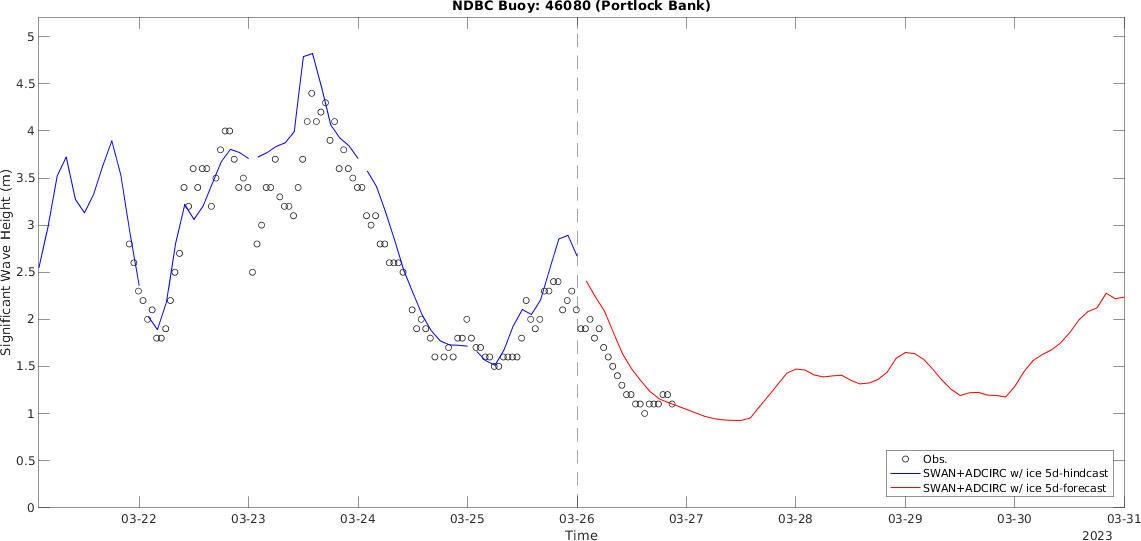 NDBC Buoy: 46080 (Portlock Bank)
5
4.5
4
3.5
3
2.5
2
1.5
1
0.5
0
Significant Wave Height (m)
Obs.
SWAN+ADCIRC w/ ice 5d-hindcast
SWAN+ADCIRC w/ ice 5d-forecast
03-22 03-23 03-24 03-25 03-26 03-27 03-28 03-29 03-30 03-31
Time
2023